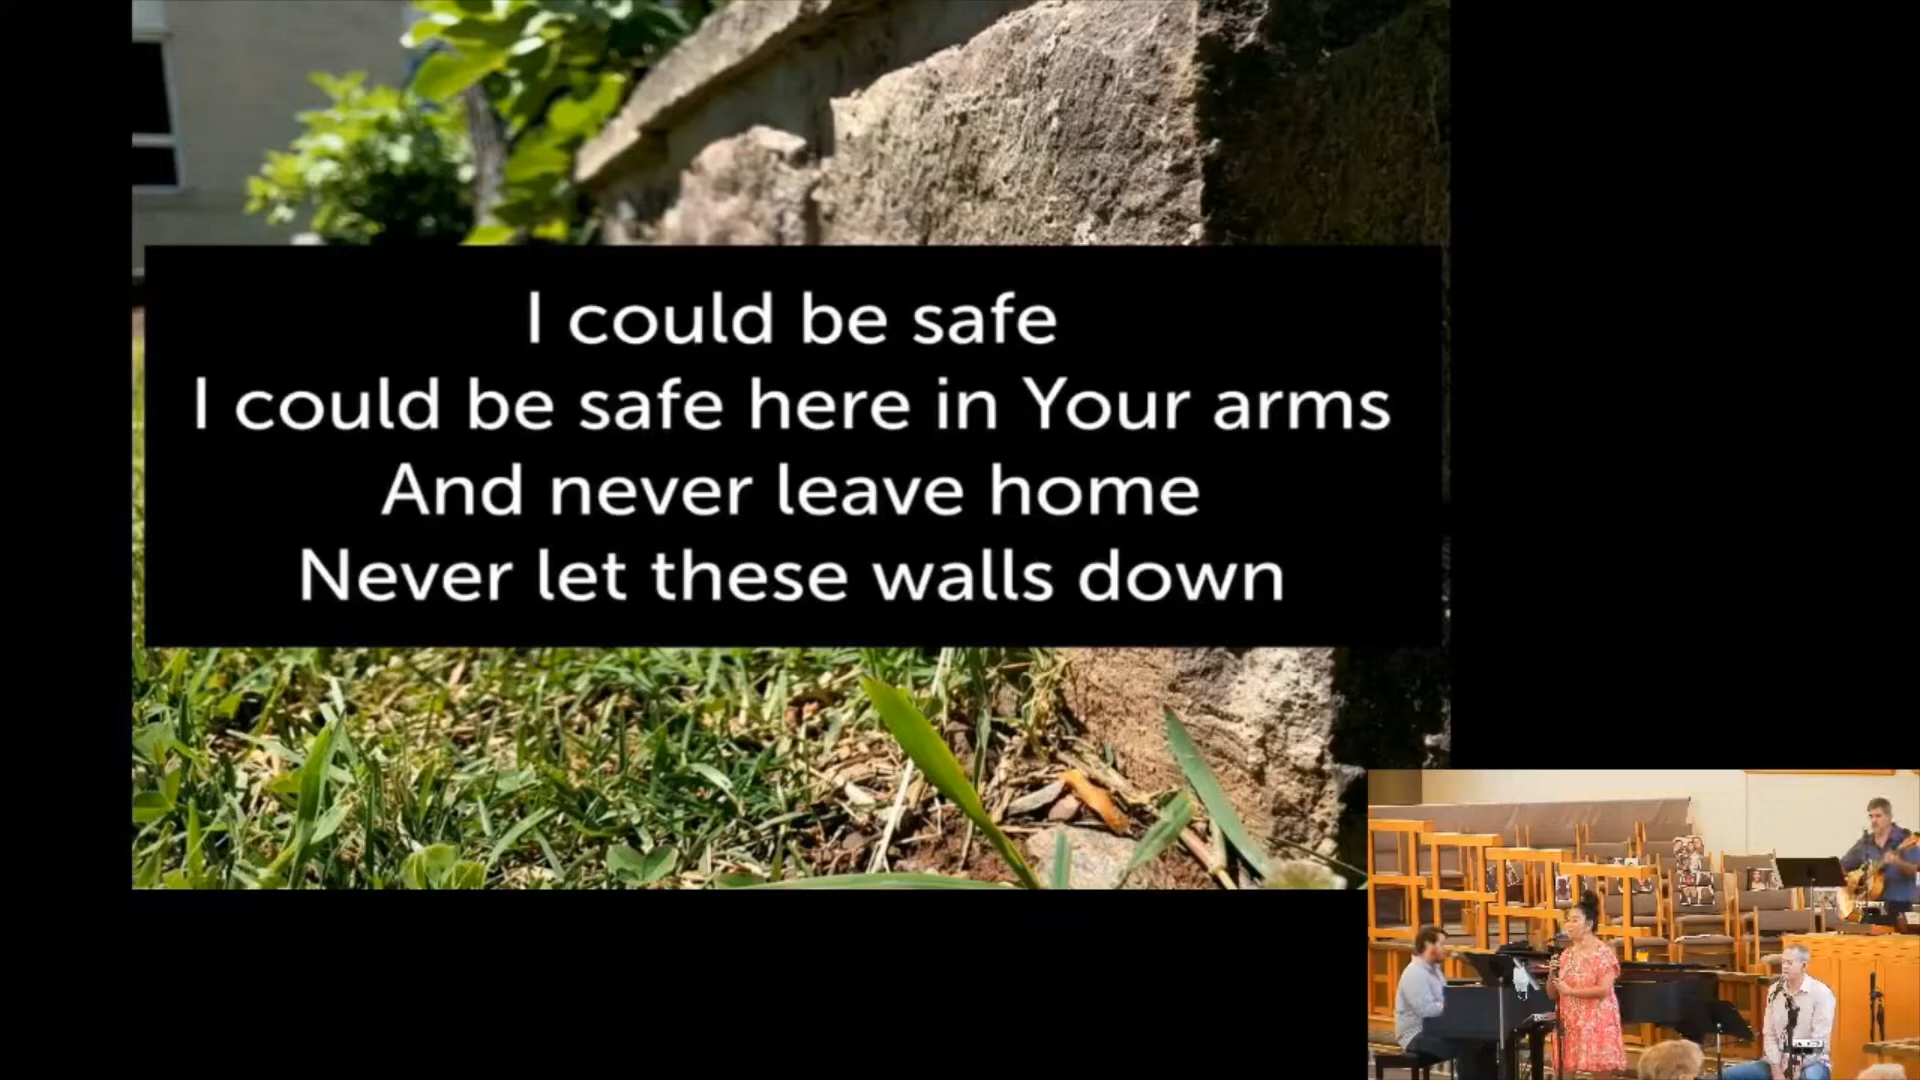 I could be safe
I could be safe here in Your arms
And never leave home
Never let these walls down